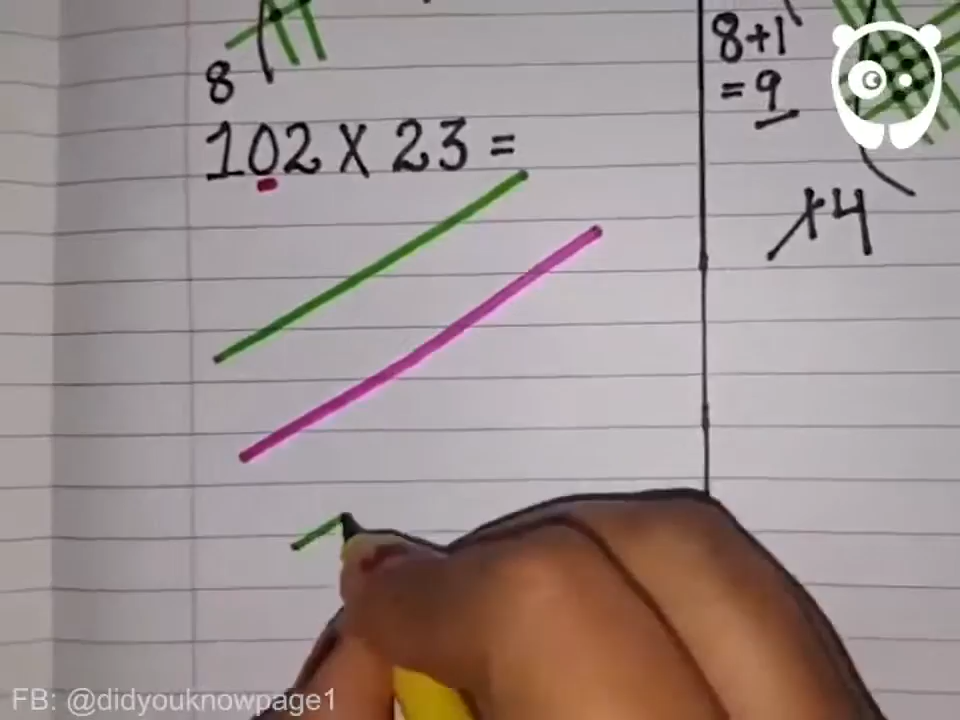 8
102 X 23 =
8+1
= 9
14
FB: @didyouknowpage1